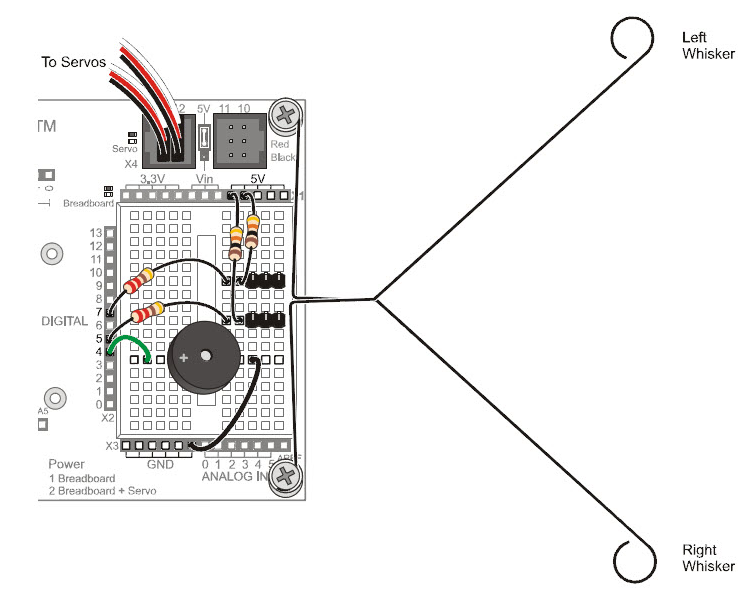 Left
Whisker
To Servos
TM
2 5V 11 10
Servo
X4
Red
Black
3.3V Vin 5V
Breadboard
13
12
11
10
9
8
7
6
5
4
3
2
1
0
DIGITAL
+
A5
X2
X3
GND
0 1 2 3 4 5
ANALOG IN
Power
1 Breadboard
2 Breadboard + Servo
Right
Whisker